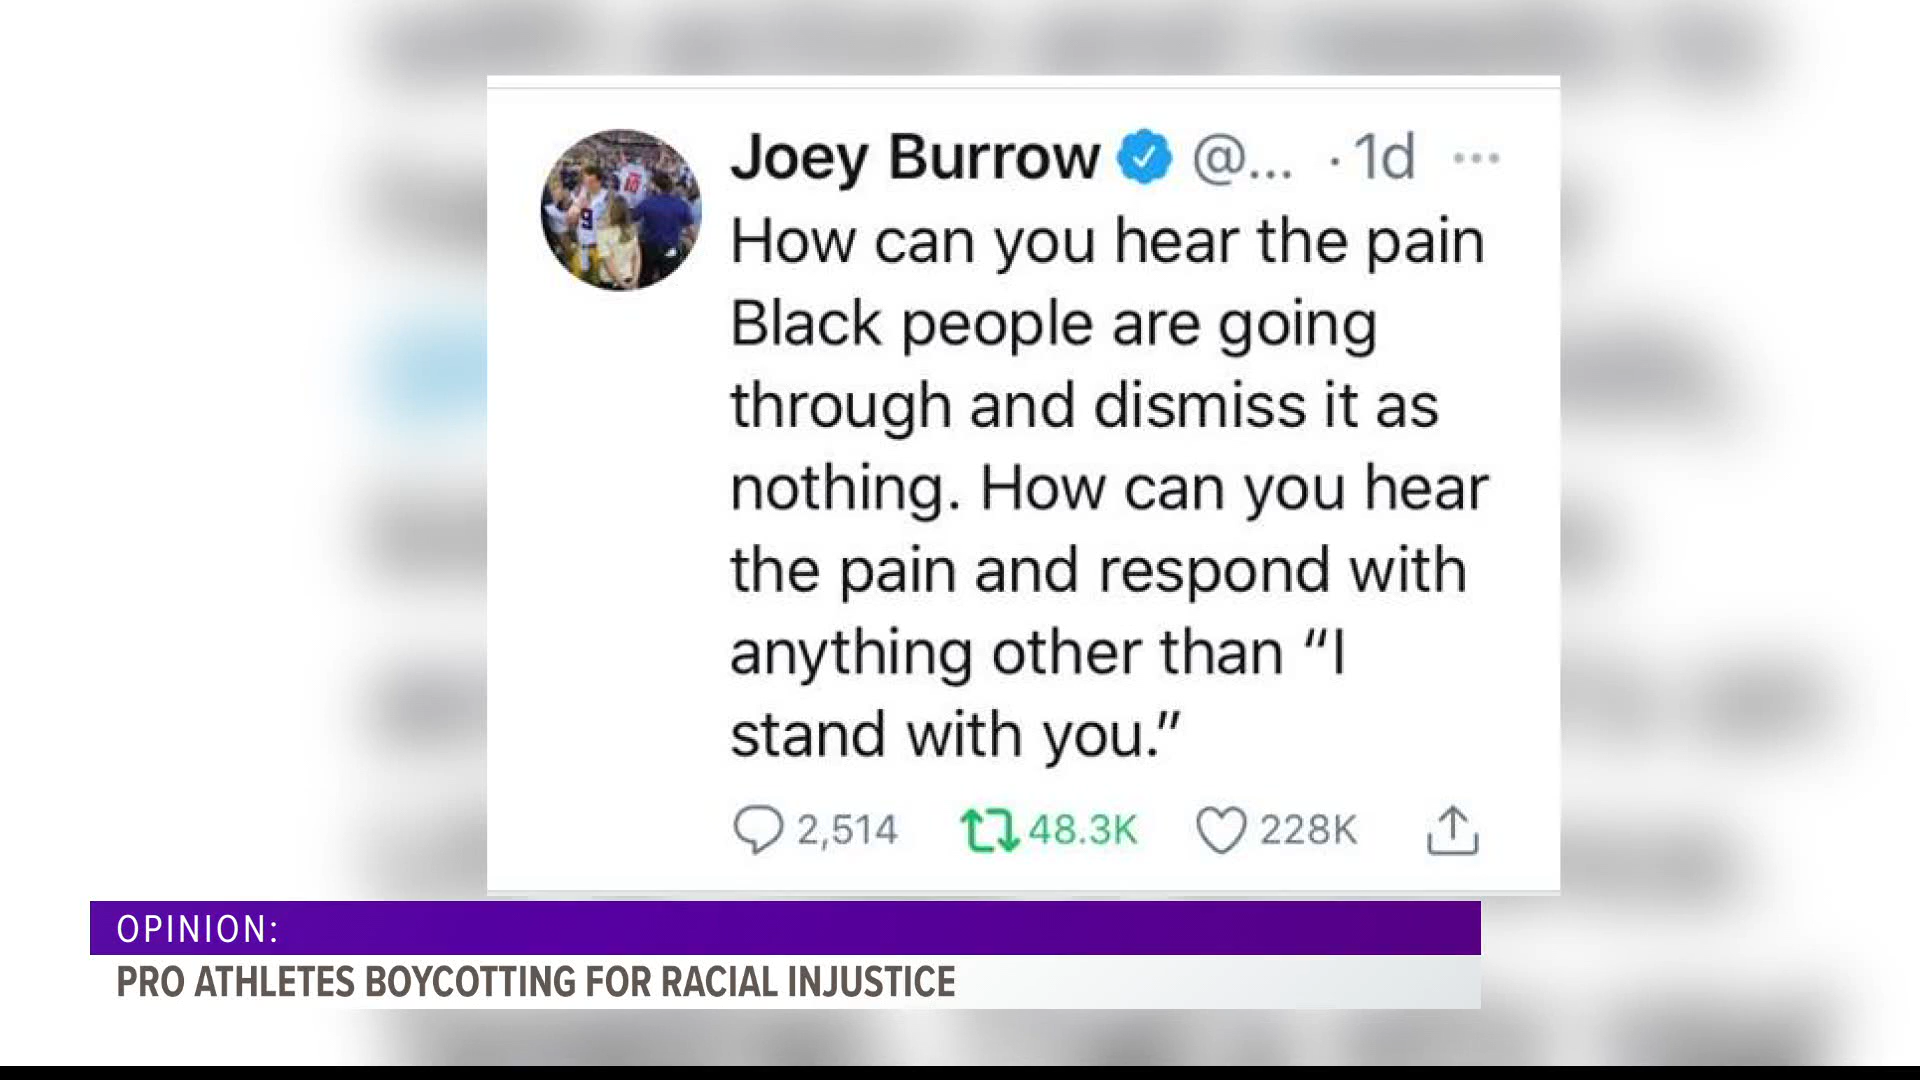 Joey Burrow @... · 1d ...
How can you hear the pain
Black people are going
through and dismiss it as
nothing. How can you hear
the pain and respond with
anything other than “I
stand with you.”
2,514 48.3K 228K
OPINION:
PRO ATHLETES BOYCOTTING FOR RACIAL INJUSTICE